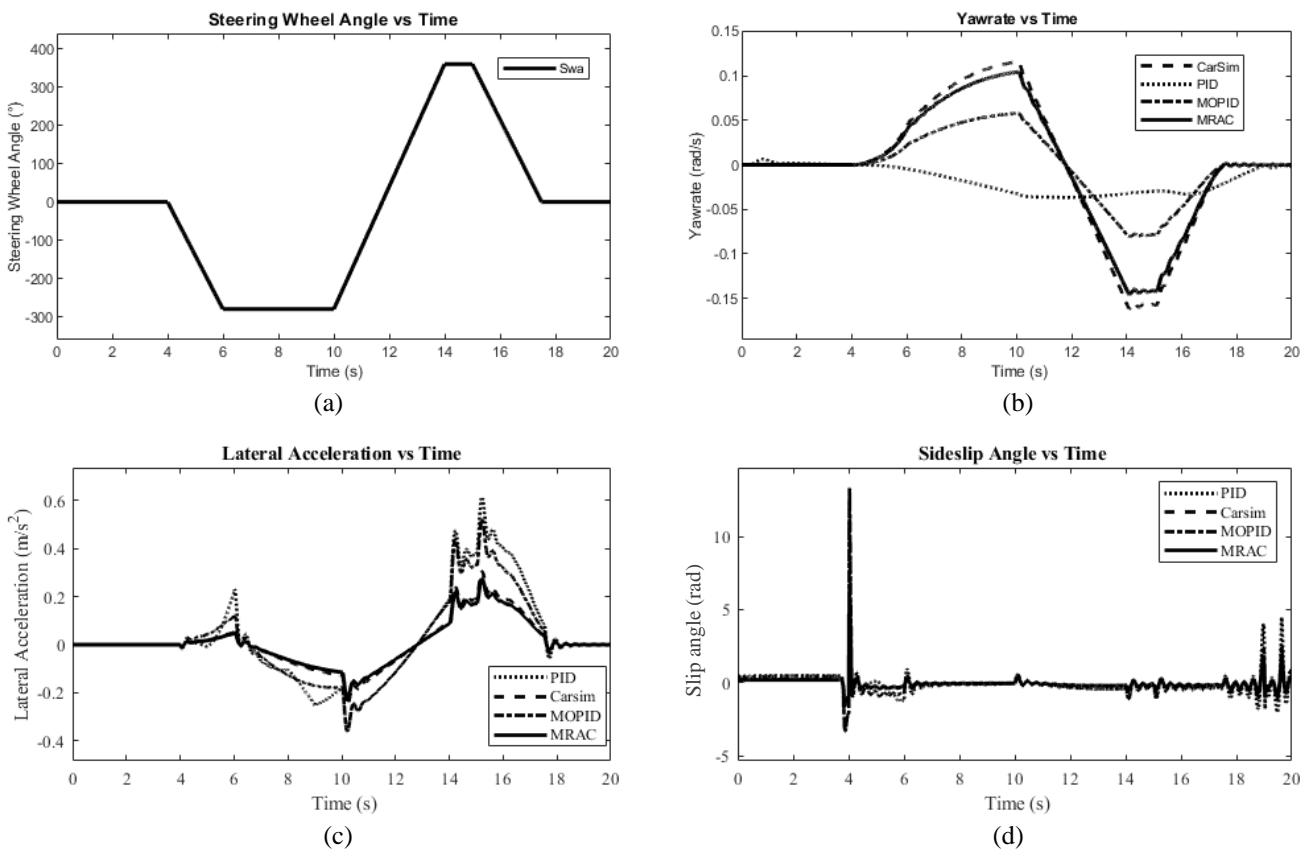 Steering Wheel Angle vs Time
Steering Wheel Angle (°)
400
300
200
100
0
-100
-200
-300
Swa
0 2 4 6 8 10 12 14 16 18 20
Time (s)
(a)
Yawrate vs Time
Yawrate (rad/s)
0.15
0.1
0.05
0
-0.05
-0.1
-0.15
CarSim
PID
MOPID
MRAC
0 2 4 6 8 10 12 14 16 18 20
Time (s)
(b)
Lateral Acceleration vs Time
Lateral Acceleration (m/s²)
0.6
0.4
0.2
0
-0.2
-0.4
PID
Carsim
MOPID
MRAC
0 2 4 6 8 10 12 14 16 18 20
Time (s)
(c)
Sideslip Angle vs Time
Slip angle (rad)
10
5
0
-5
PID
Carsim
MOPID
MRAC
0 2 4 6 8 10 12 14 16 18 20
Time (s)
(d)